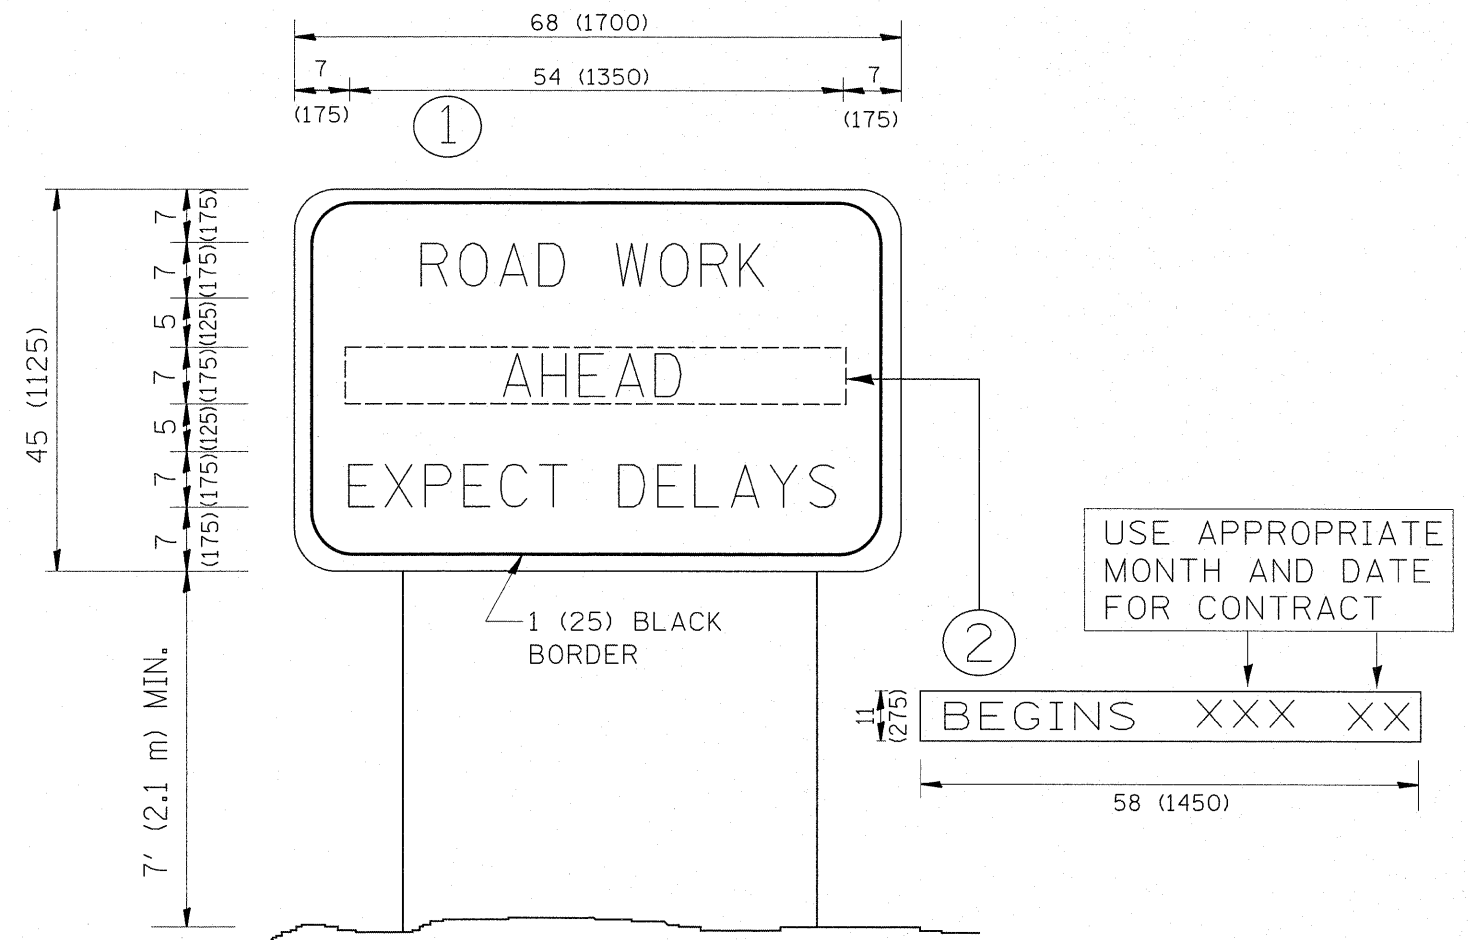 68 (1700)
7
54 (1350)
7
(175)
(175)
1
45 (1125)
7
(175)
7
(175)
5
(125)
7
(175)
5
(125)
7
(175)
7
(175)
ROAD WORK
AHEAD
EXPECT DELAYS
1 (25) BLACK
BORDER
7' (2.1 m) MIN.
2
USE APPROPRIATE
MONTH AND DATE
FOR CONTRACT
11
(275)
BEGINS XXX XX
58 (1450)